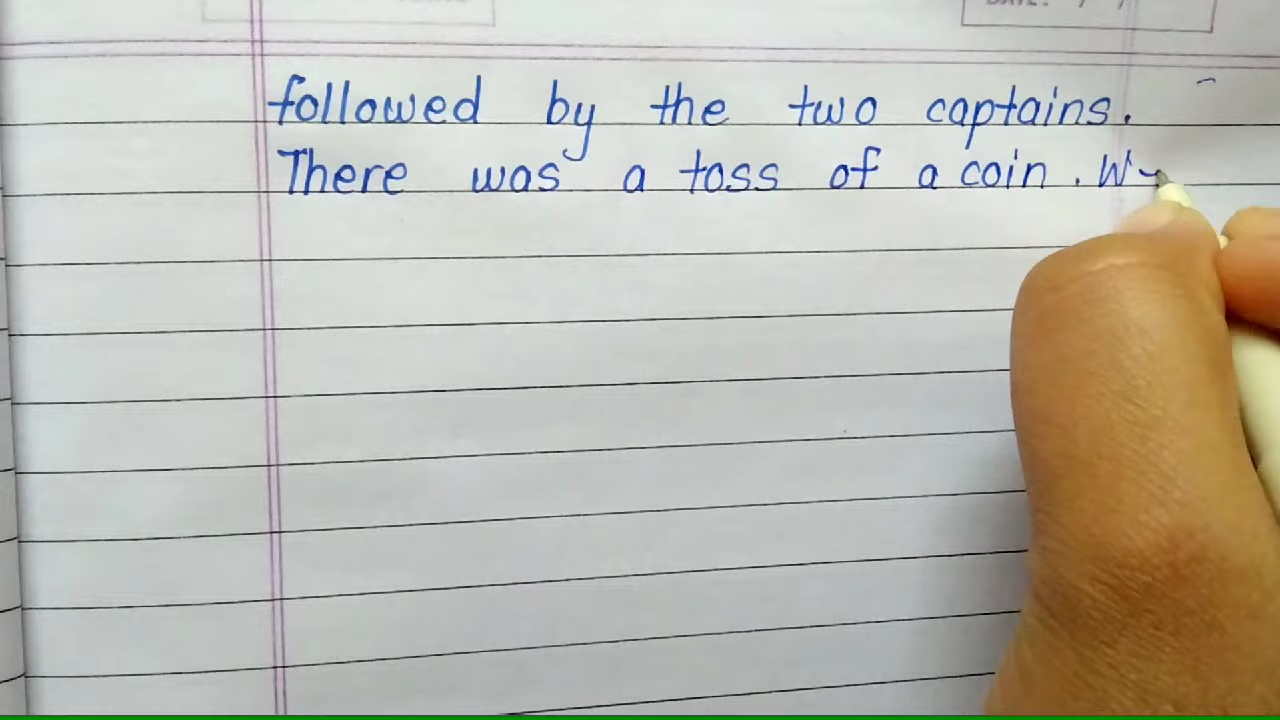 followed by the two captains.
There was a toss of a coin. W